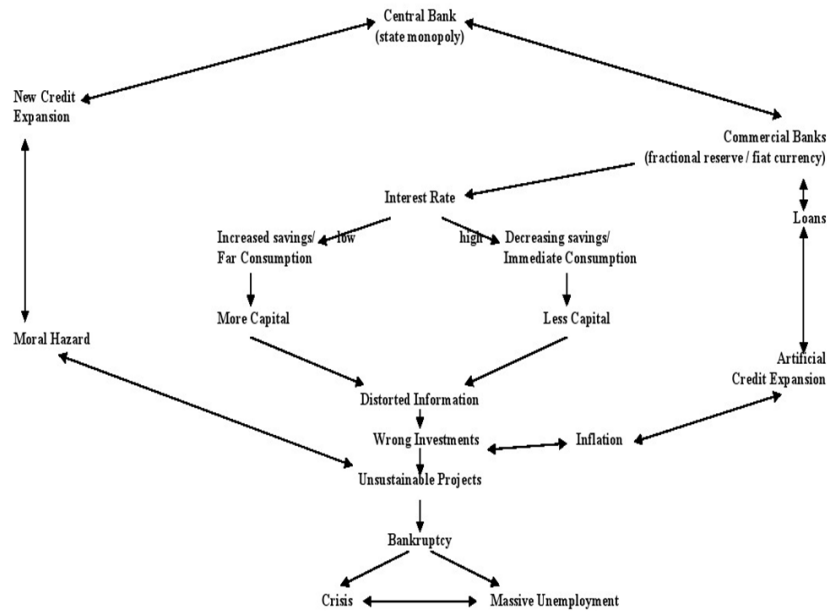 Central Bank
(state monopoly)
New Credit
Expansion
Commercial Banks
(fractional reserve / fiat currency)
Interest Rate
Loans
Increased savings/ low
Far Consumption
high Decreasing savings/
Immediate Consumption
More Capital
Less Capital
Moral Hazard
Artificial
Credit Expansion
Distorted Information
Wrong Investments
Inflation
Unsustainable Projects
Bankruptcy
Crisis
Massive Unemployment